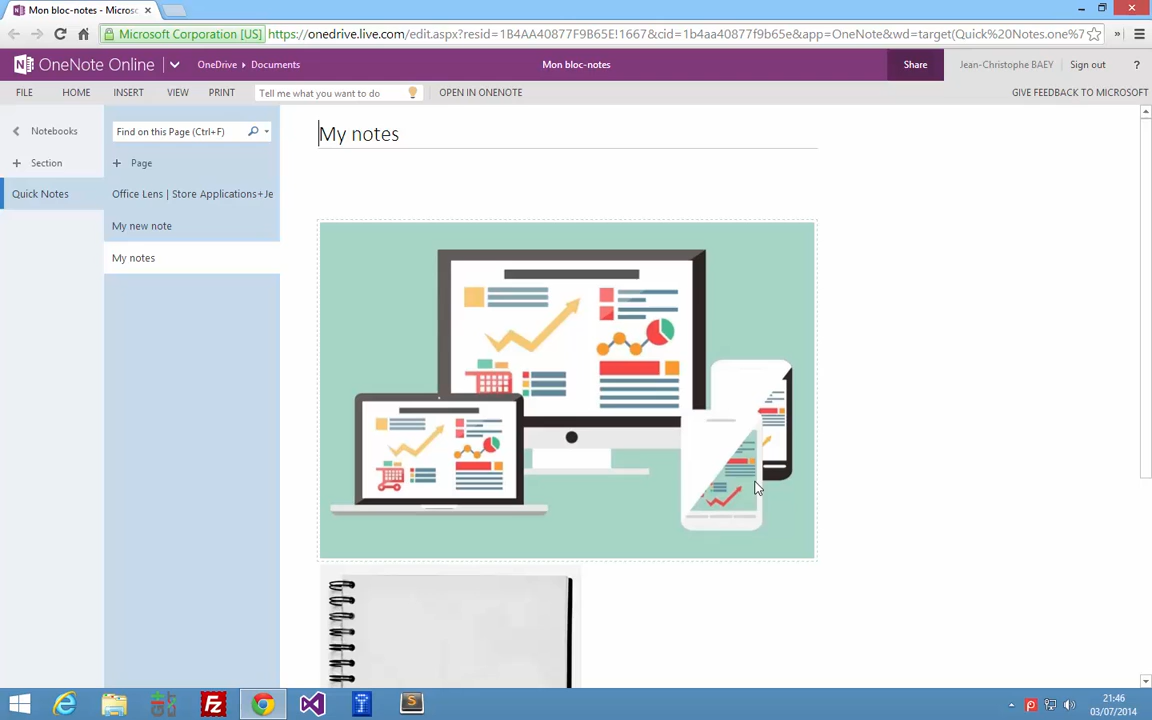 Mon bloc-notes - Microso
Microsoft Corporation [US]
https://onedrive.live.com/edit.aspx?resid=1B4AA40877F9B65E!1667&cid=1b4aa40877f9b65e&app=OneNote&wd=target(Quick%20Notes.one%7
OneNote Online
OneDrive ▸ Documents
Mon bloc-notes
Share
Jean-Christophe BAEY
Sign out
?
FILE
HOME
INSERT
VIEW
PRINT
Tell me what you want to do
OPEN IN ONENOTE
GIVE FEEDBACK TO MICROSOFT
Notebooks
Find on this Page (Ctrl+F)
My notes
+ Section
+ Page
Quick Notes
Office Lens | Store Applications+Je
My new note
My notes
21:46
03/07/2014